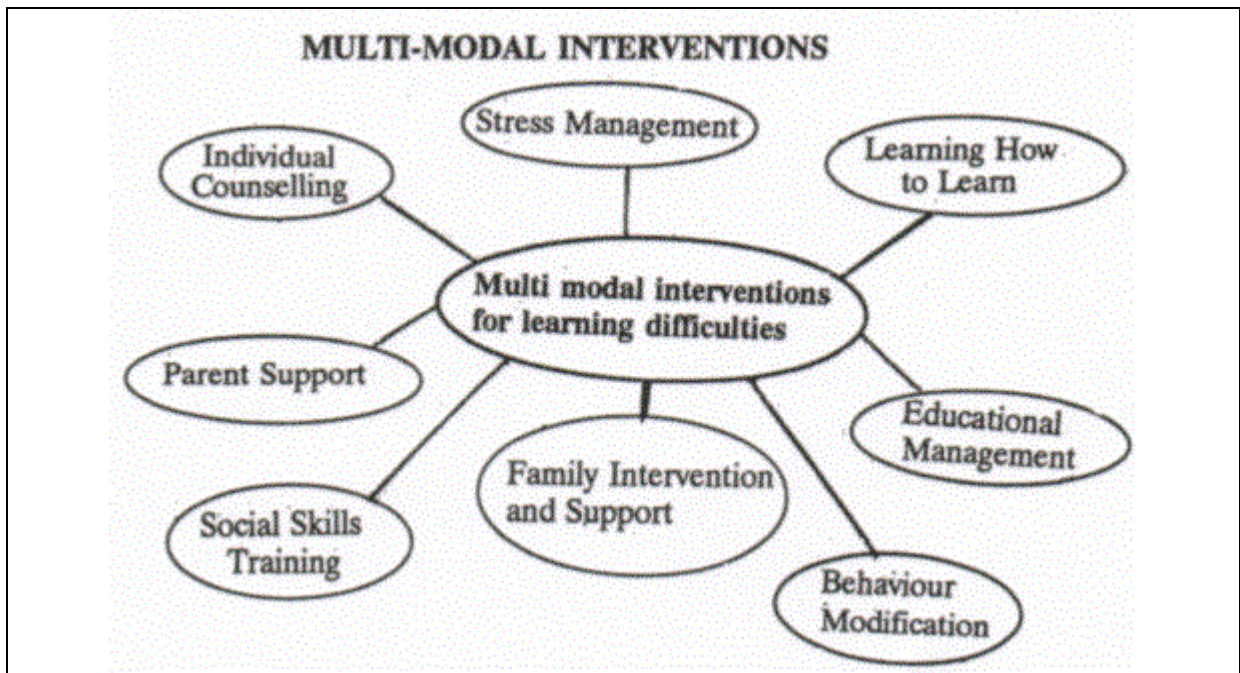 MULTI-MODAL INTERVENTIONS
Stress Management
Individual
Counselling
Learning How
to Learn
Multi modal interventions
for learning difficulties
Parent Support
Educational
Management
Family Intervention
and Support
Social Skills
Training
Behaviour
Modification